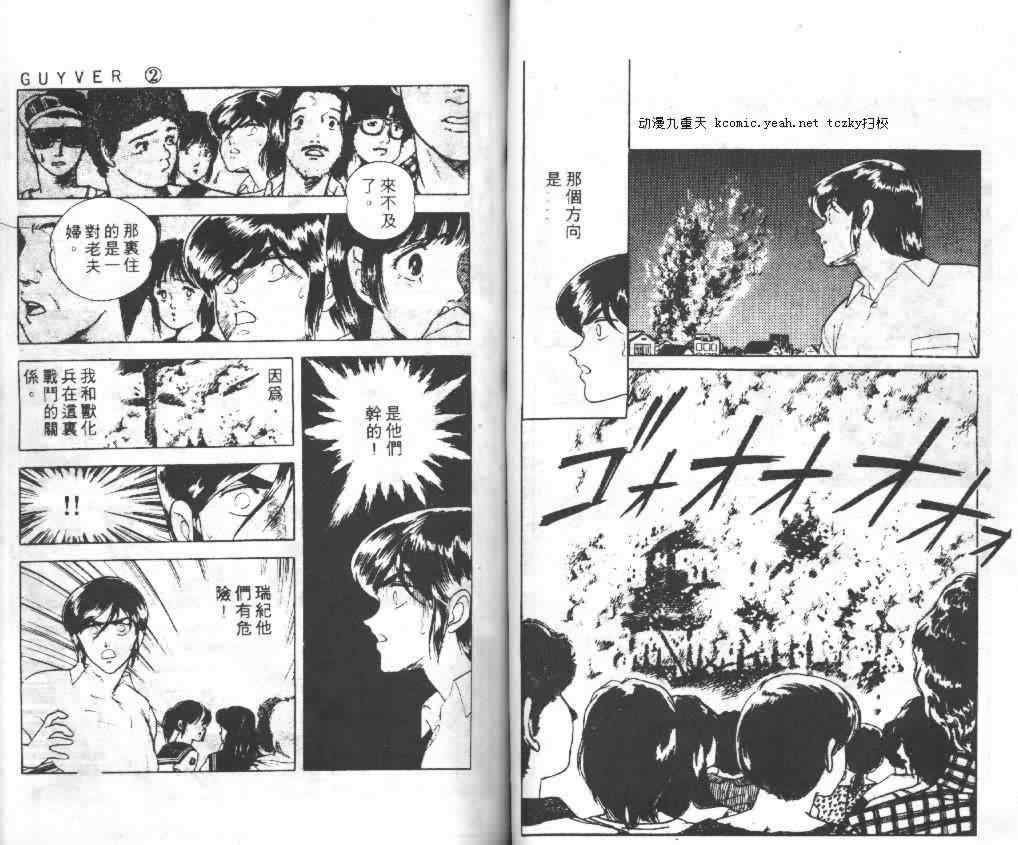 动漫九重天 kcomic.yeah.net tczky扫校
那個方向
是....
ゴォオオオォォ
GUYVER ②
來不及
了。
那裏住
的是一
對老夫
婦。
是他們
幹的!
因爲,
我和獸化
兵在這裏
戰鬥的關
係。
!!
瑞紀他
們有危
險!